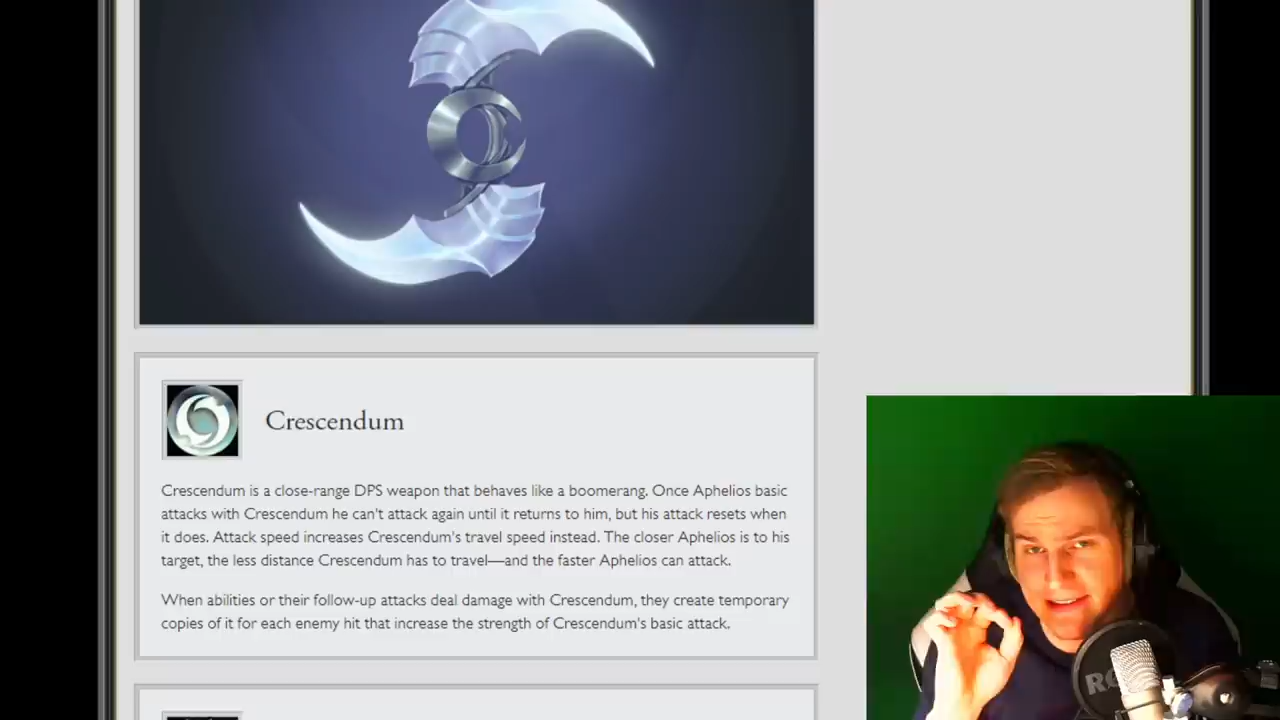 Crescendum
Crescendum is a close-range DPS weapon that behaves like a boomerang. Once Aphelios basic
attacks with Crescendum he can't attack again until it returns to him, but his attack resets when
it does. Attack speed increases Crescendum's travel speed instead. The closer Aphelios is to his
target, the less distance Crescendum has to travel—and the faster Aphelios can attack.
When abilities or their follow-up attacks deal damage with Crescendum, they create temporary
copies of it for each enemy hit that increase the strength of Crescendum's basic attack.